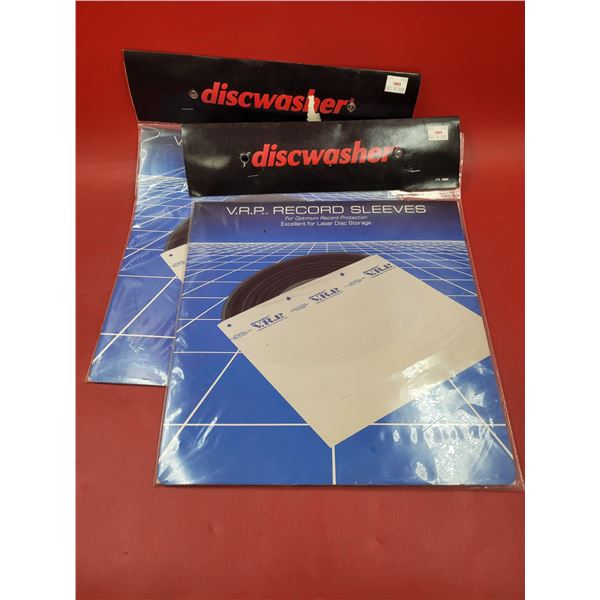 discwasher
discwasher
V.R.P. RECORD SLEEVES
For Optimum Record Protection
Excellent for Laser Disc Storage
V.R.P.
V.R.P.
V.R.P.
V